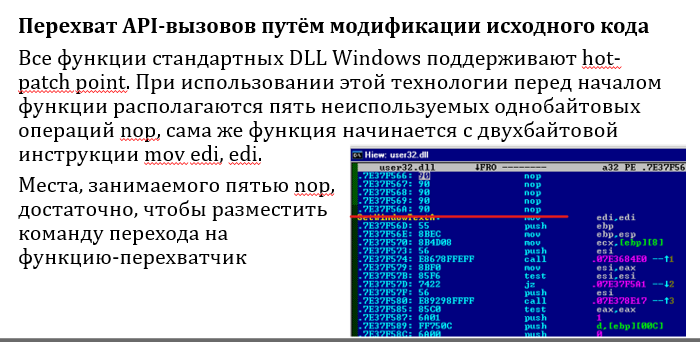 Перехват API-вызовов путём модификации исходного кода
Все функции стандартных DLL Windows поддерживают hot-
patch point. При использовании этой технологии перед началом
функции располагаются пять неиспользуемых однобайтовых
операций nop, сама же функция начинается с двухбайтовой
инструкции mov edi, edi.
Места, занимаемого пятью nop,
достаточно, чтобы разместить
команду перехода на
функцию-перехватчик
Hiew: user32.dll
user32.dll ↓FRO -------- a32 PE .7E37F566
.7E37F566: 90 nop
.7E37F567: 90 nop
.7E37F568: 90 nop
.7E37F569: 90 nop
.7E37F56A: 90 nop
GetWindowTextA: mov edi,edi
.7E37F56D: 55 push ebp
.7E37F56E: 8BEC mov ebp,esp
.7E37F570: 8B4D08 mov ecx,[ebp][8]
.7E37F573: 56 push esi
.7E37F574: E8678FFEFF call .07E3684E0 --↑1
.7E37F579: 8BF0 mov esi,eax
.7E37F57B: 85F6 test esi,esi
.7E37F57D: 7422 jz .07E37F5A1 --↓2
.7E37F57F: 56 push esi
.7E37F580: E89298FFFF call .07E378E17 --↑3
.7E37F585: 85C0 test eax,eax
.7E37F587: 6A01 push 1
.7E37F589: FF750C push d,[ebp][00C]
.7E37F58C: 6A00 push 0